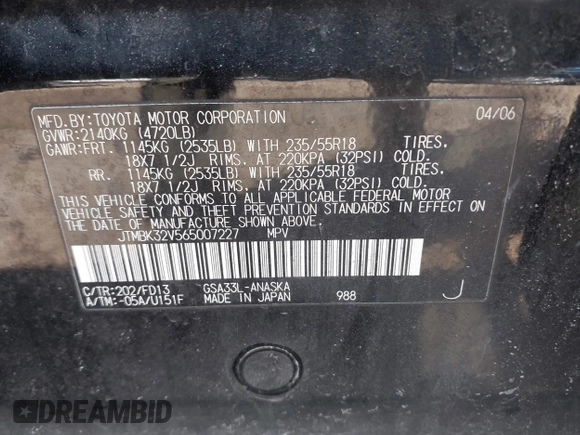 MFD.BY:TOYOTA MOTOR CORPORATION 04/06
GVWR:2140KG (4720LB)
GAWR:FRT. 1145KG (2535LB) WITH 235/55R18 TIRES.
18X7 1/2J RIMS. AT 220KPA (32PSI) COLD.
RR. 1145KG (2535LB) WITH 235/55R18 TIRES.
18X7 1/2J RIMS. AT 220KPA (32PSI) COLD.
THIS VEHICLE CONFORMS TO ALL APPLICABLE FEDERAL MOTOR
VEHICLE SAFETY AND THEFT PREVENTION STANDARDS IN EFFECT ON
THE DATE OF MANUFACTURE SHOWN ABOVE.
JTMBK32V565007227 MPV
C/TR:202/FD13 GSA33L-ANASKA
A/TM:-05A/U151F MADE IN JAPAN 988 J
DREAMBID